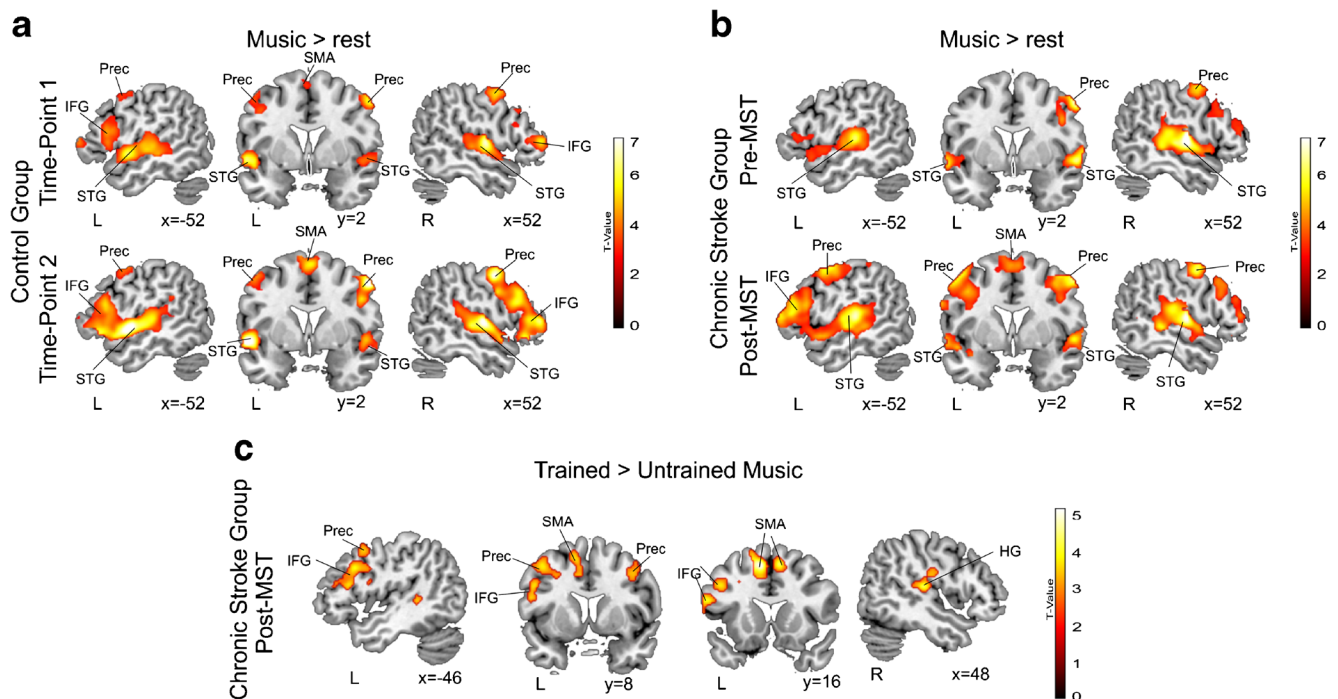 a
Music > rest
Control Group
Time-Point 1
Prec
IFG
STG
L
x=-52
SMA
Prec
Prec
STG
STG
L
y=2
Prec
IFG
STG
R
x=52
Time-Point 2
Prec
IFG
STG
L
x=-52
SMA
Prec
Prec
STG
STG
L
y=2
Prec
IFG
STG
R
x=52
7
6
4
2
0
T-Value
b
Music > rest
Chronic Stroke Group
Pre-MST
STG
L
x=-52
Prec
STG
STG
L
y=2
Prec
STG
R
x=52
Post-MST
Prec
IFG
STG
L
x=-52
SMA
Prec
Prec
STG
STG
L
y=2
Prec
STG
R
x=52
7
6
4
2
0
T-Value
c
Trained > Untrained Music
Chronic Stroke Group
Post-MST
Prec
IFG
L
x=-46
SMA
Prec
Prec
IFG
L
y=8
SMA
IFG
L
y=16
HG
R
x=48
5
4
3
2
1
0
T-Value